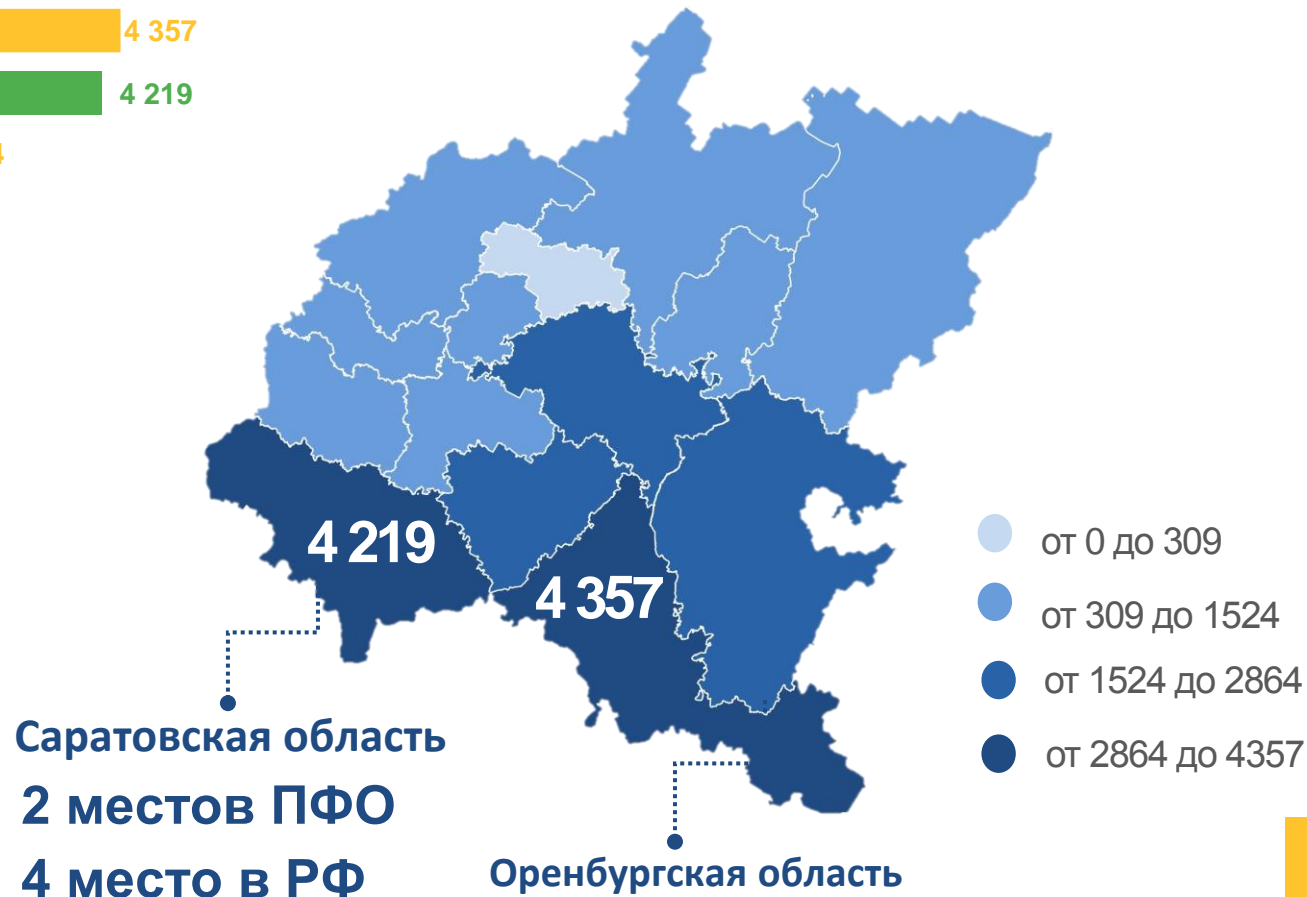 4 357
4 219
4
4 219
4 357
от 0 до 309
от 309 до 1524
от 1524 до 2864
от 2864 до 4357
Саратовская область
2 местов ПФО
4 место в РФ
Оренбургская область